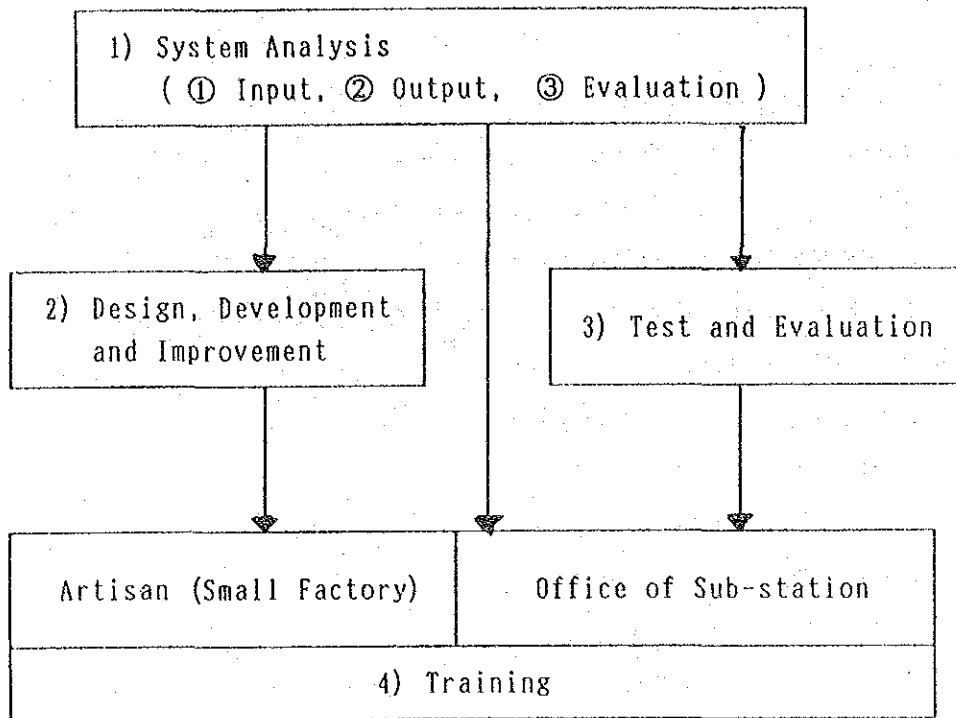 1) System Analysis
( ① Input, ② Output, ③ Evaluation )
2) Design, Development
and Improvement
3) Test and Evaluation
Artisan (Small Factory)
Office of Sub-station
4) Training